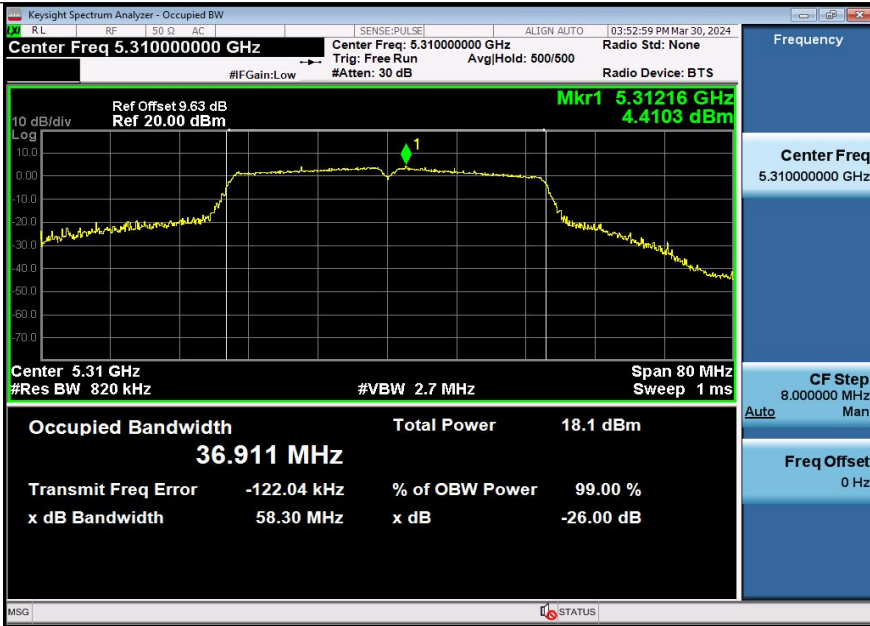 Keysight Spectrum Analyzer - Occupied BW
LXI RL RF 50 Ω AC SENSE:PULSE ALIGN AUTO 03:52:59 PM Mar 30, 2024
Center Freq 5.310000000 GHz
Center Freq: 5.310000000 GHz
Radio Std: None
Trig: Free Run Avg|Hold: 500/500
#IFGain:Low
#Atten: 30 dB
Radio Device: BTS
Ref Offset 9.63 dB
Mkr1 5.31216 GHz
10 dB/div Ref 20.00 dBm
4.4103 dBm
Log
1
10.0
0.00
-10.0
-20.0
-30.0
-40.0
-50.0
-60.0
-70.0
Center 5.31 GHz
Span 80 MHz
#Res BW 820 kHz
#VBW 2.7 MHz
Sweep 1 ms
Occupied Bandwidth
Total Power 18.1 dBm
36.911 MHz
Transmit Freq Error -122.04 kHz
% of OBW Power 99.00 %
x dB Bandwidth 58.30 MHz
x dB -26.00 dB
MSG
STATUS
Frequency
Center Freq
5.310000000 GHz
CF Step
8.000000 MHz
Auto Man
Freq Offset
0 Hz